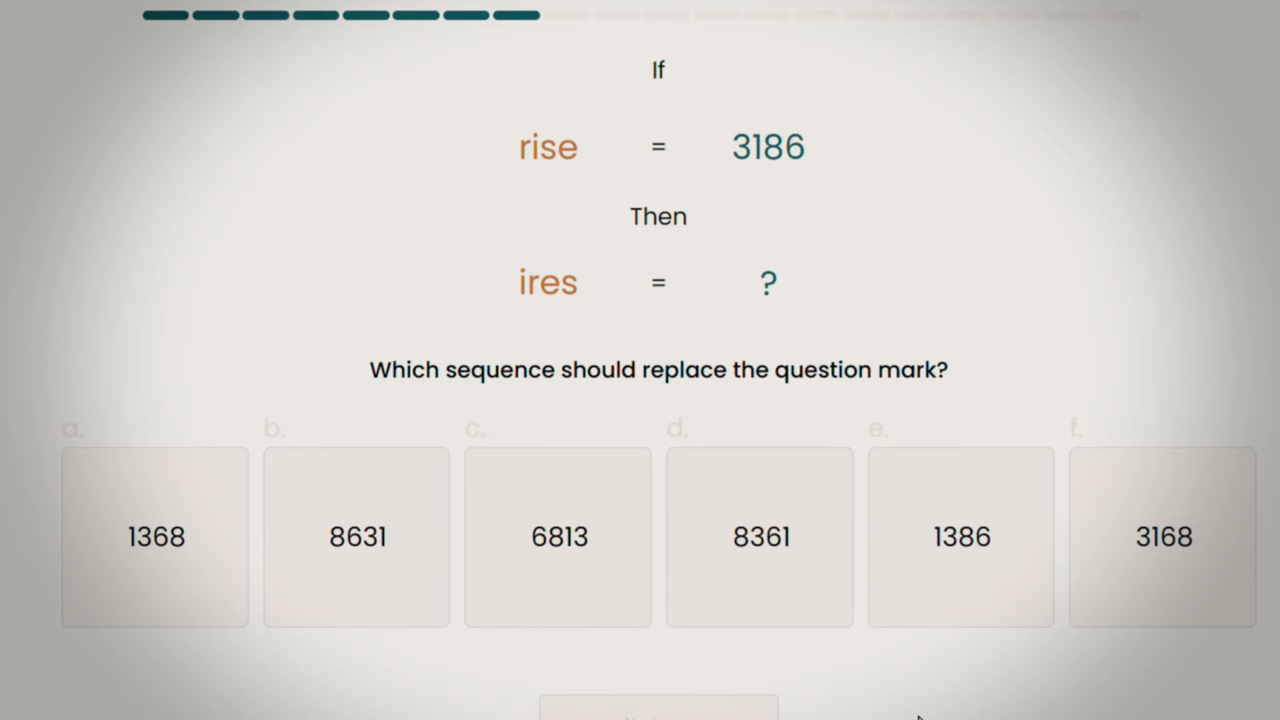 If
rise = 3186
Then
ires = ?
Which sequence should replace the question mark?
a. b. c. d. e. f.
1368 8631 6813 8361 1386 3168